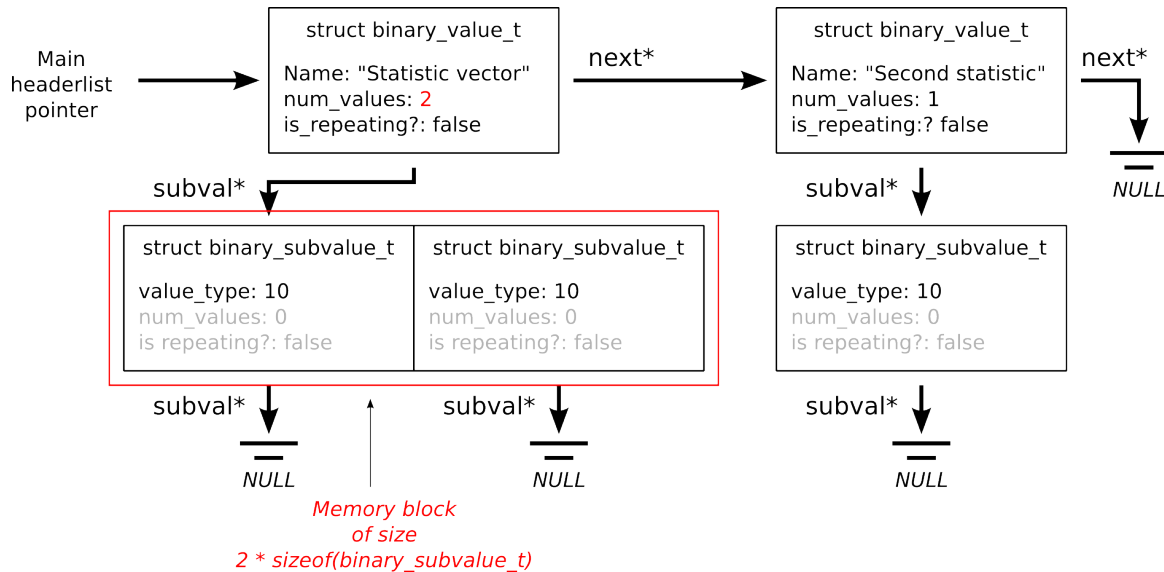 Main
headerlist
pointer
struct binary_value_t
Name: "Statistic vector"
num_values: 2
is_repeating?: false
next*
struct binary_value_t
Name: "Second statistic"
num_values: 1
is_repeating:? false
next*
NULL
subval*
subval*
struct binary_subvalue_t
value_type: 10
num_values: 0
is repeating?: false
struct binary_subvalue_t
value_type: 10
num_values: 0
is repeating?: false
struct binary_subvalue_t
value_type: 10
num_values: 0
is repeating?: false
subval*
NULL
subval*
NULL
subval*
NULL
Memory block
of size
2 * sizeof(binary_subvalue_t)